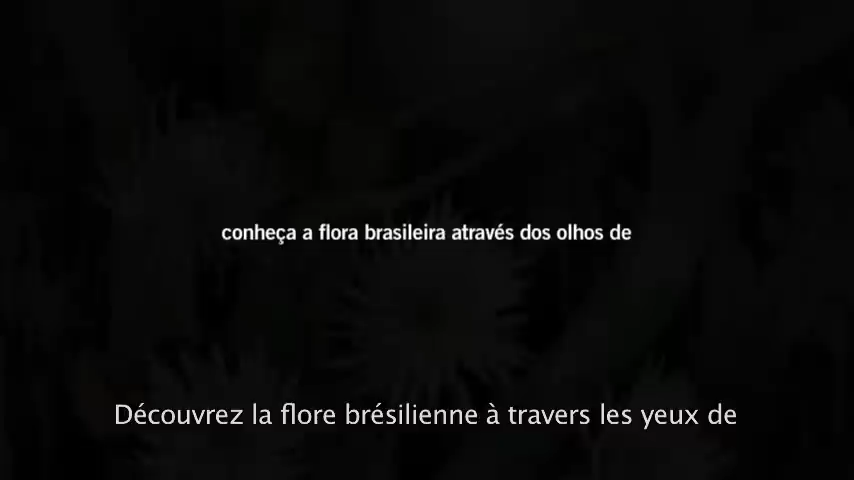 conheça a flora brasileira através dos olhos de
Découvrez la flore brésilienne à travers les yeux de